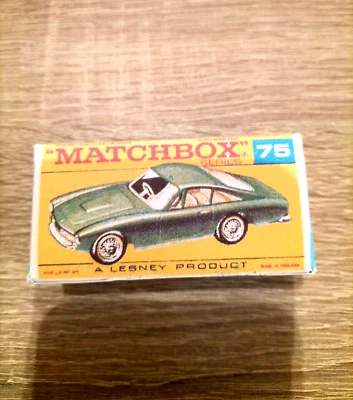 "MATCHBOX" 75
SERIES
A LESNEY PRODUCT
MADE IN ENGLAND